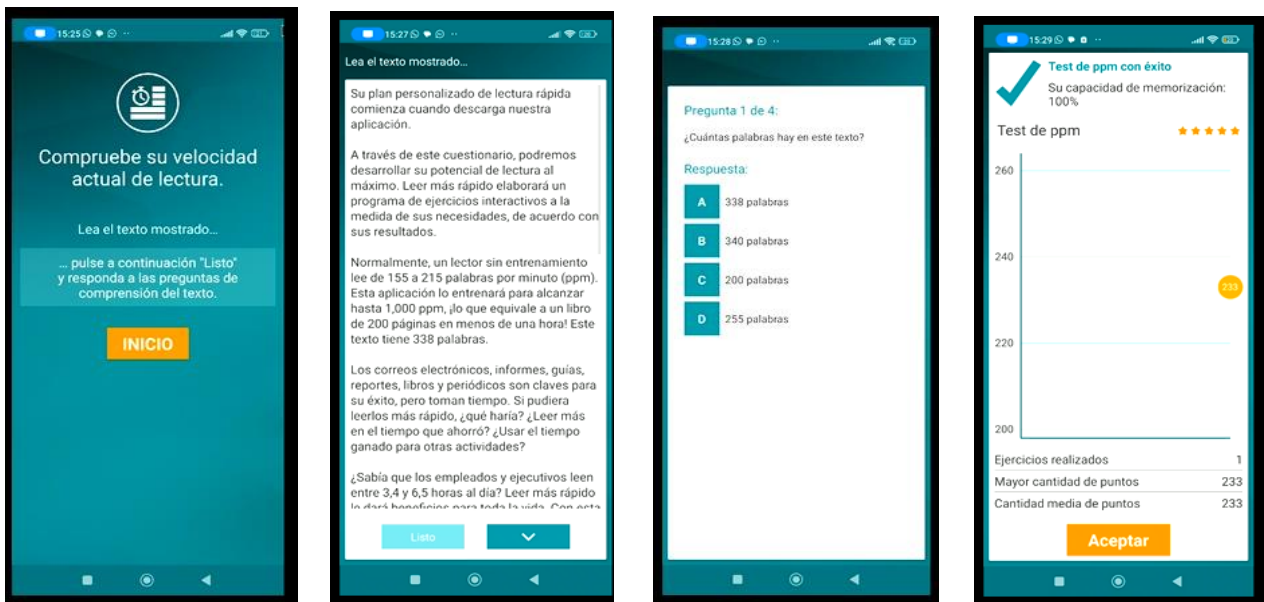 15:25
Compruebe su velocidad
actual de lectura.
Lea el texto mostrado...
... pulse a continuación "Listo"
y responda a las preguntas de
comprensión del texto.
INICIO
15:27
Lea el texto mostrado...
Su plan personalizado de lectura rápida
comienza cuando descarga nuestra
aplicación.
A través de este cuestionario, podremos
desarrollar su potencial de lectura al
máximo. Leer más rápido elaborará un
programa de ejercicios interactivos a la
medida de sus necesidades, de acuerdo con
sus resultados.
Normalmente, un lector sin entrenamiento
lee de 155 a 215 palabras por minuto (ppm).
Esta aplicación lo entrenará para alcanzar
hasta 1,000 ppm, ¡lo que equivale a un libro
de 200 páginas en menos de una hora! Este
texto tiene 338 palabras.
Los correos electrónicos, informes, guías,
reportes, libros y periódicos son claves para
su éxito, pero toman tiempo. Si pudiera
leerlos más rápido, ¿qué haría? ¿Leer más
en el tiempo que ahorró? ¿Usar el tiempo
ganado para otras actividades?
¿Sabía que los empleados y ejecutivos leen
entre 3,4 y 6,5 horas al día? Leer más rápido
le dará beneficios para toda la vida. Con esta
Listo
15:28
Pregunta 1 de 4:
¿Cuántas palabras hay en este texto?
Respuesta:
A 338 palabras
B 340 palabras
C 200 palabras
D 255 palabras
15:29
Test de ppm con éxito
Su capacidad de memorización:
100%
Test de ppm
260
240
233
220
200
Ejercicios realizados 1
Mayor cantidad de puntos 233
Cantidad media de puntos 233
Aceptar